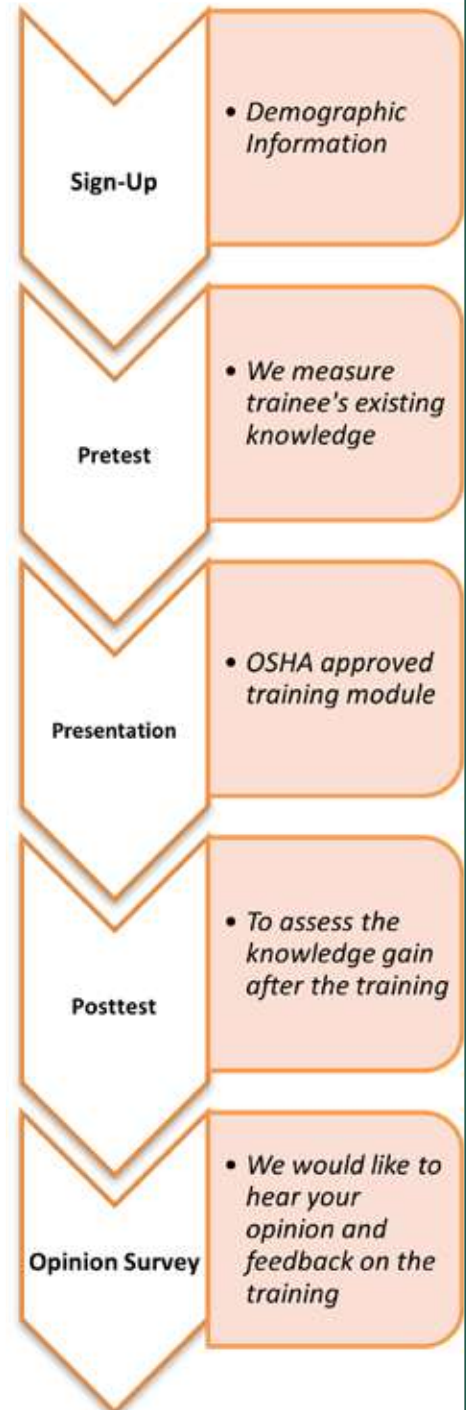 Sign-Up
• Demographic
Information
Pretest
• We measure
trainee's existing
knowledge
Presentation
• OSHA approved
training module
Posttest
• To assess the
knowledge gain
after the training
Opinion Survey
• We would like to
hear your
opinion and
feedback on the
training